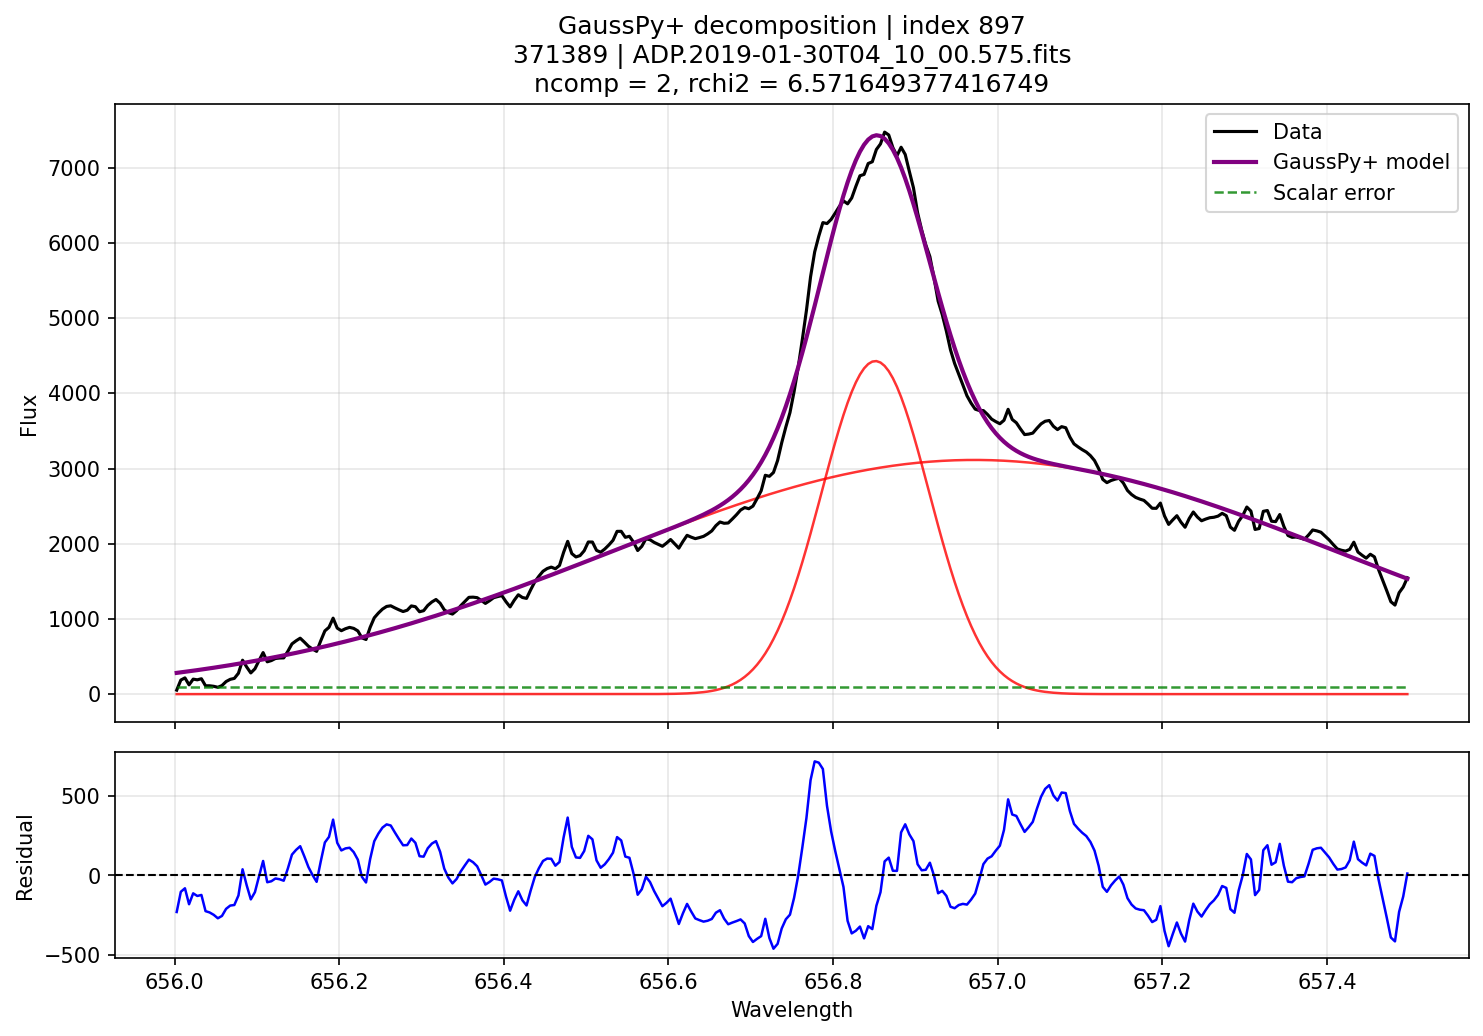 GaussPy+ decomposition | index 897
371389 | ADP.2019-01-30T04_10_00.575.fits
ncomp = 2, rchi2 = 6.571649377416749
Data
GaussPy+ model
Scalar error
Flux
7000
6000
5000
4000
3000
2000
1000
0
Residual
500
0
−500
656.0
656.2
656.4
656.6
656.8
657.0
657.2
657.4
Wavelength